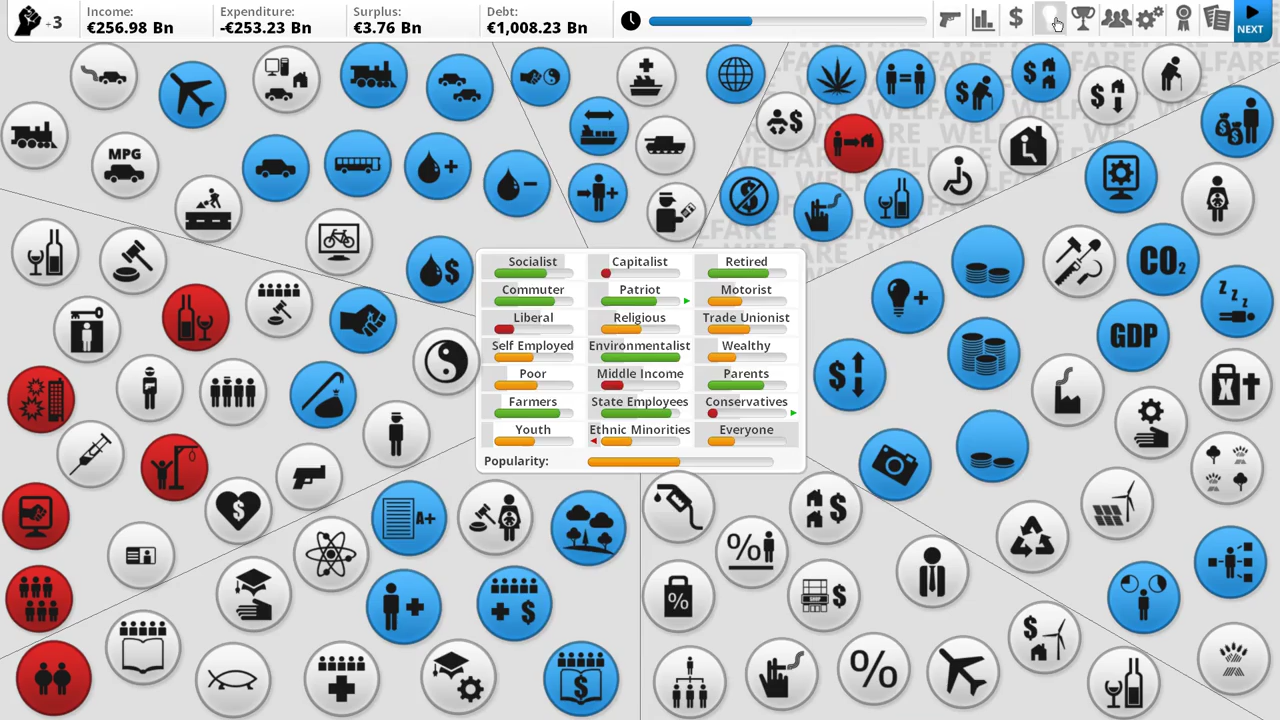 +3
Income:
€256.98 Bn
Expenditure:
-€253.23 Bn
Surplus:
€3.76 Bn
Debt:
€1,008.23 Bn
NEXT
MPG
WELFARE
Socialist Capitalist Retired
Commuter Patriot Motorist
Liberal Religious Trade Unionist
Self Employed Environmentalist Wealthy
Poor Middle Income Parents
Farmers State Employees Conservatives
Youth Ethnic Minorities Everyone
Popularity:
CO2
GDP
Z Z Z
A+
SHOP